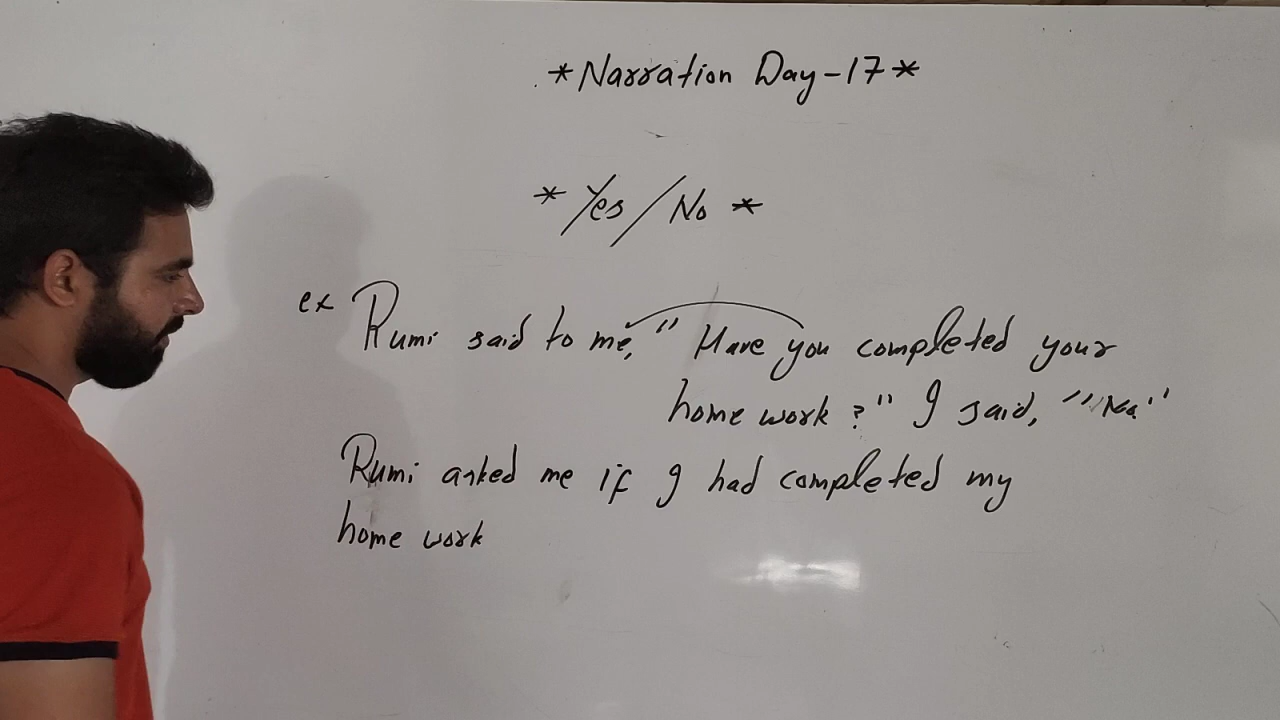 *Narration Day-17*
* Yes/No *
ex Rumi said to me, "Have you completed your
home work?" I said, "No"
Rumi asked me if I had completed my
home work